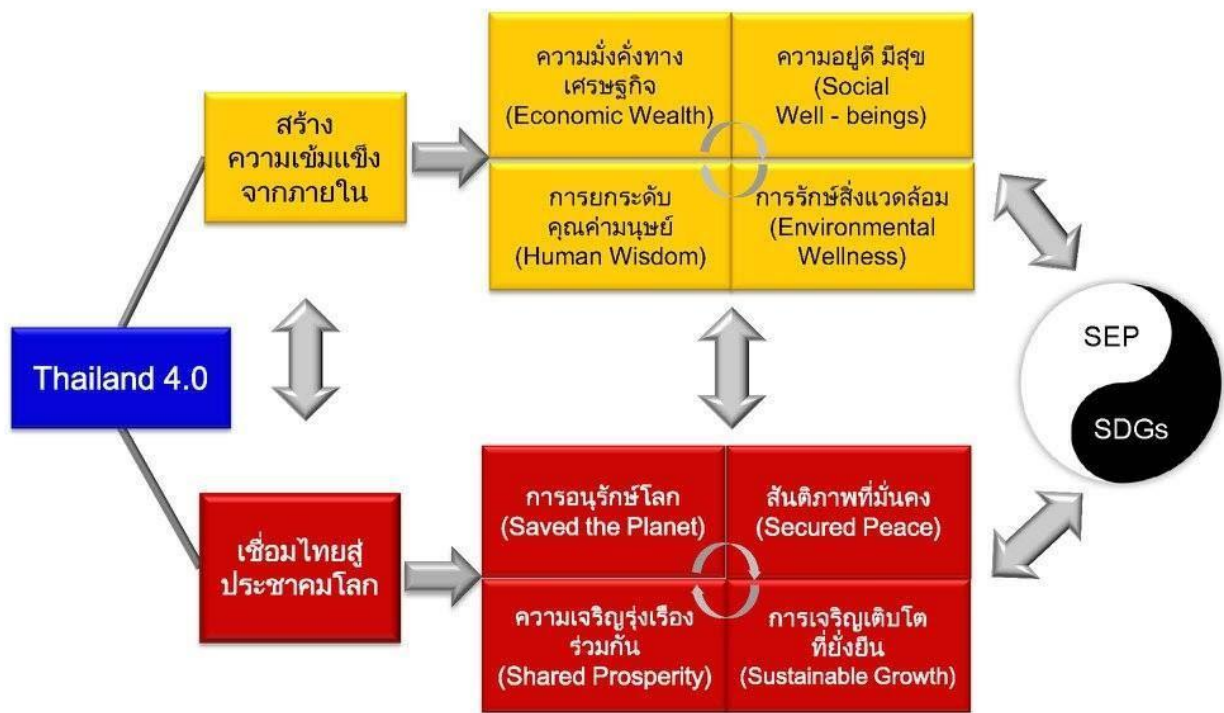 Thailand 4.0
สร้าง
ความเข้มแข็ง
จากภายใน
ความมั่งคั่งทาง
เศรษฐกิจ
(Economic Wealth)
ความอยู่ดี มีสุข
(Social
Well - beings)
การยกระดับ
คุณค่ามนุษย์
(Human Wisdom)
การรักษ์สิ่งแวดล้อม
(Environmental
Wellness)
เชื่อมไทยสู่
ประชาคมโลก
การอนุรักษ์โลก
(Saved the Planet)
สันติภาพที่มั่นคง
(Secured Peace)
ความเจริญรุ่งเรือง
ร่วมกัน
(Shared Prosperity)
การเจริญเติบโต
ที่ยั่งยืน
(Sustainable Growth)
SEP
SDGs